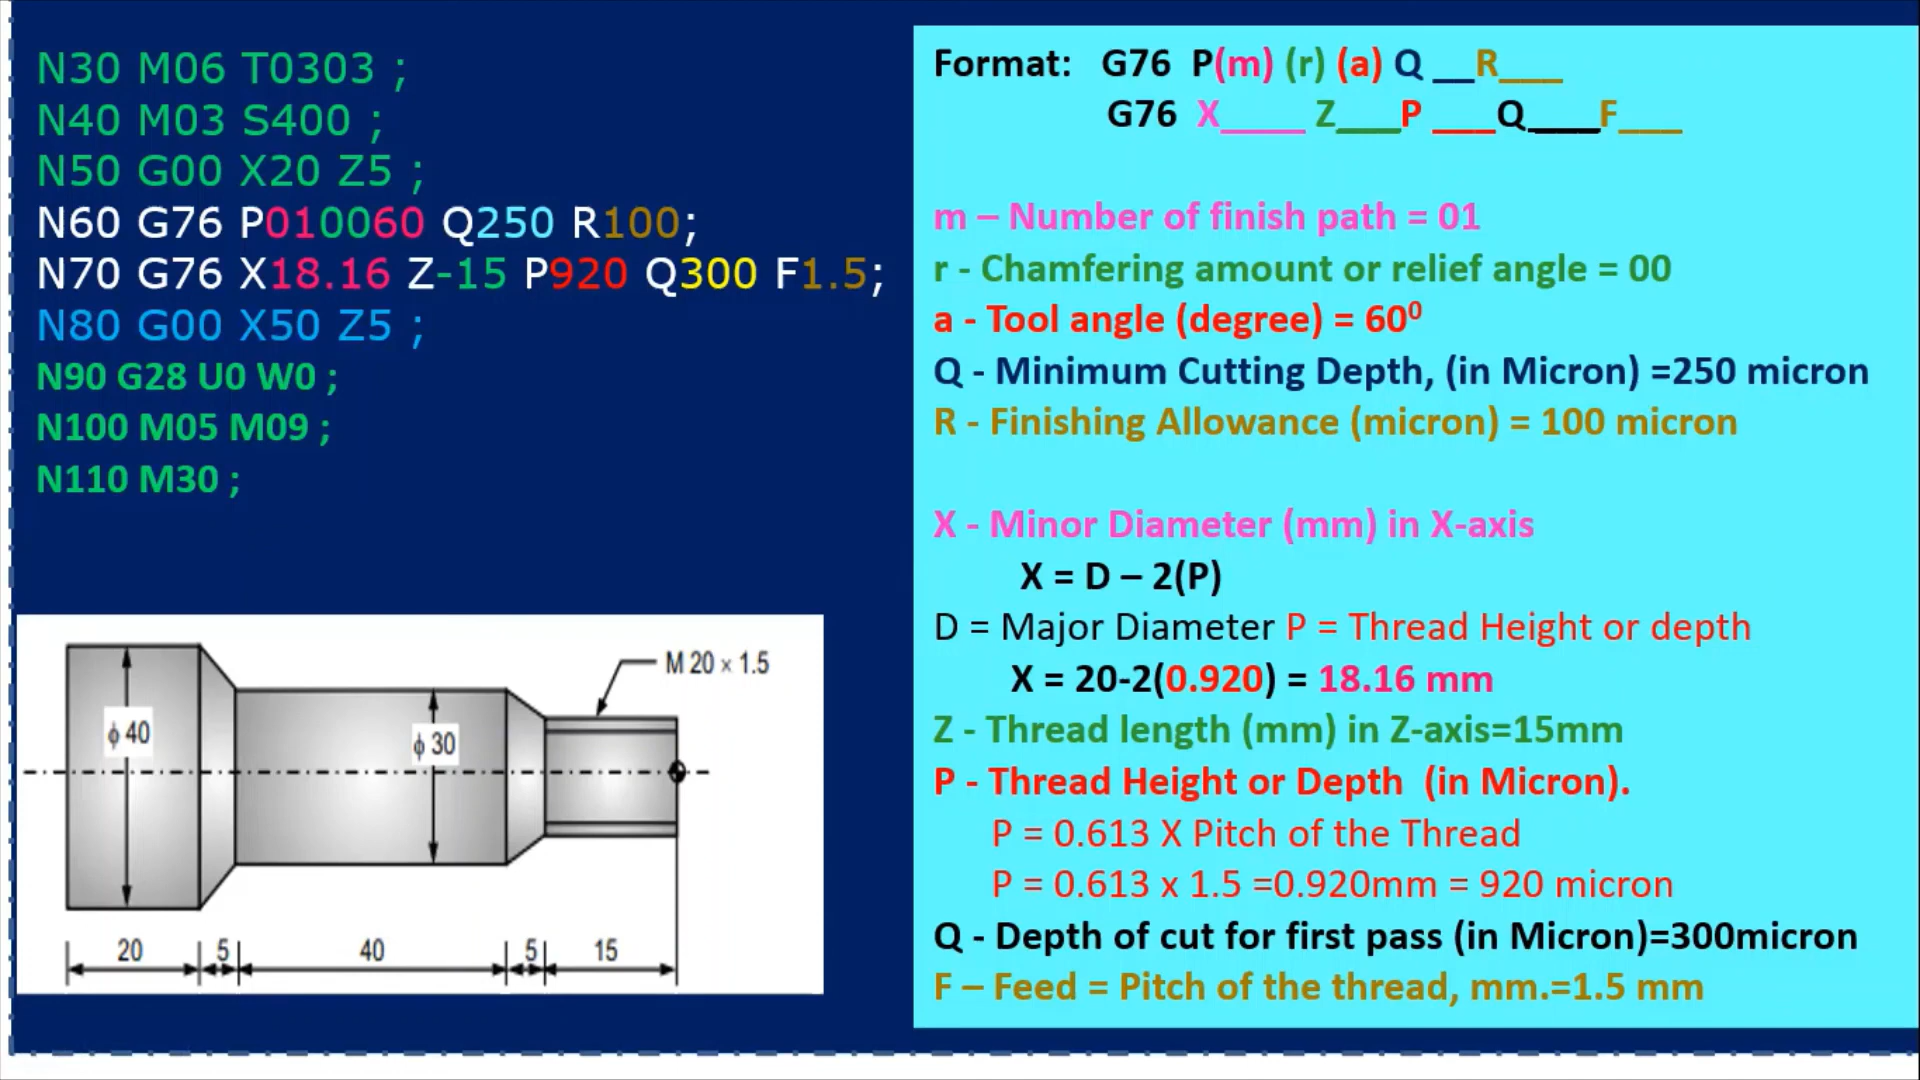 N30 M06 T0303 ;
N40 M03 S400 ;
N50 G00 X20 Z5 ;
N60 G76 P010060 Q250 R100;
N70 G76 X18.16 Z-15 P920 Q300 F1.5;
N80 G00 X50 Z5 ;
N90 G28 U0 W0 ;
N100 M05 M09 ;
N110 M30 ;
M 20 × 1.5
ϕ 40
ϕ 30
20 5 40 5 15
Format: G76 P(m) (r) (a) Q __R___
G76 X____ Z___P ___Q____F___
m – Number of finish path = 01
r - Chamfering amount or relief angle = 00
a - Tool angle (degree) = 60⁰
Q - Minimum Cutting Depth, (in Micron) =250 micron
R - Finishing Allowance (micron) = 100 micron
X - Minor Diameter (mm) in X-axis
X = D – 2(P)
D = Major Diameter P = Thread Height or depth
X = 20-2(0.920) = 18.16 mm
Z - Thread length (mm) in Z-axis=15mm
P - Thread Height or Depth (in Micron).
P = 0.613 X Pitch of the Thread
P = 0.613 x 1.5 =0.920mm = 920 micron
Q - Depth of cut for first pass (in Micron)=300micron
F – Feed = Pitch of the thread, mm.=1.5 mm